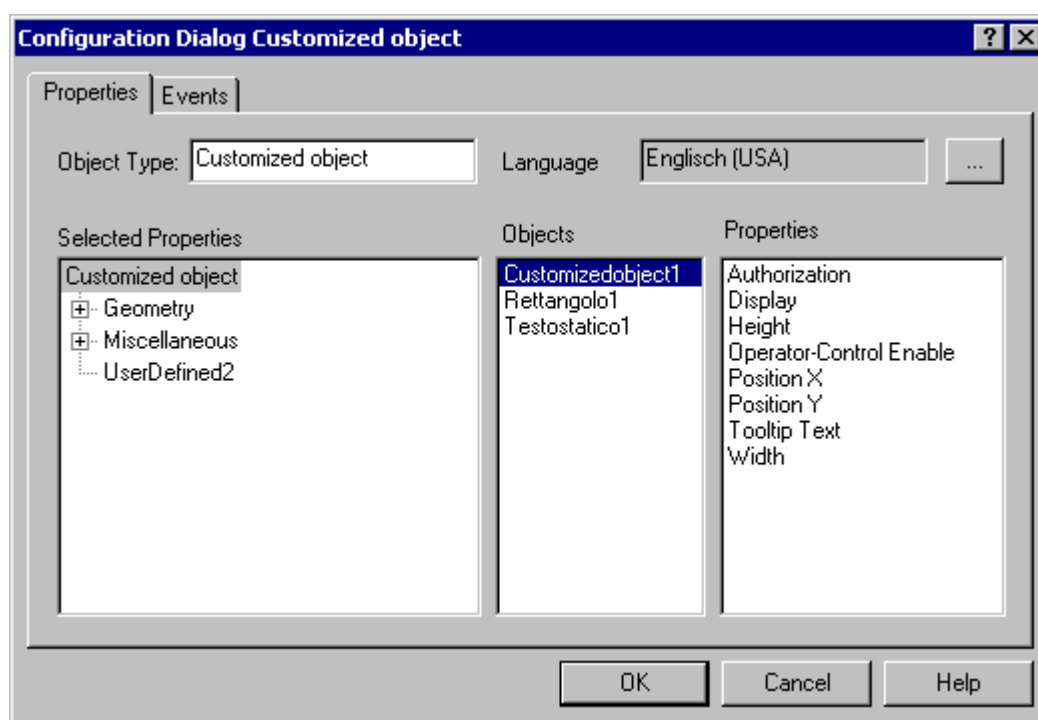 Configuration Dialog Customized object
Properties Events
Object Type: Customized object Language Englisch (USA) ...
Selected Properties Objects Properties
Customized object
Geometry
Miscellaneous
UserDefined2
Customizedobject1
Rettangolo1
Testostatico1
Authorization
Display
Height
Operator-Control Enable
Position X
Position Y
Tooltip Text
Width
OK Cancel Help